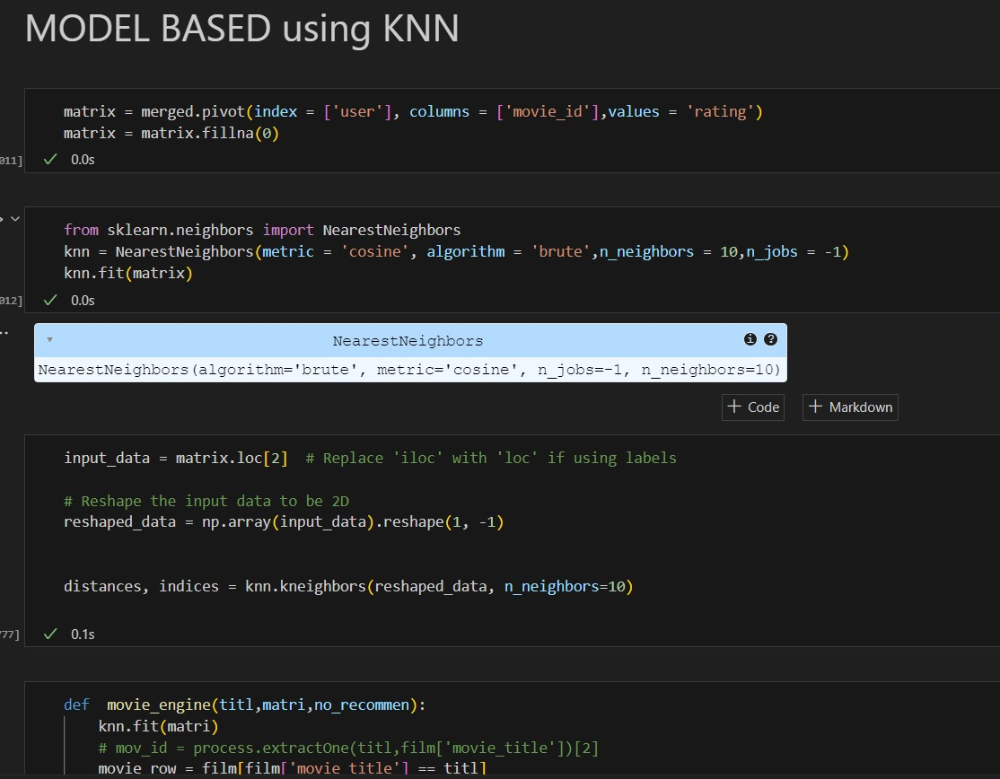 MODEL BASED using KNN
matrix = merged.pivot(index = ['user'], columns = ['movie_id'],values = 'rating')
matrix = matrix.fillna(0)
011]
0.0s
from sklearn.neighbors import NearestNeighbors
knn = NearestNeighbors(metric = 'cosine', algorithm = 'brute',n_neighbors = 10,n_jobs = -1)
knn.fit(matrix)
012]
0.0s
NearestNeighbors
NearestNeighbors(algorithm='brute', metric='cosine', n_jobs=-1, n_neighbors=10)
+ Code
+ Markdown
input_data = matrix.loc[2]  # Replace 'iloc' with 'loc' if using labels
# Reshape the input data to be 2D
reshaped_data = np.array(input_data).reshape(1, -1)
distances, indices = knn.kneighbors(reshaped_data, n_neighbors=10)
77]
0.1s
def  movie_engine(titl,matri,no_recommen):
knn.fit(matri)
# mov_id = process.extractOne(titl,film['movie_title'])[2]
movie_row = film[film['movie_title'] == titl]